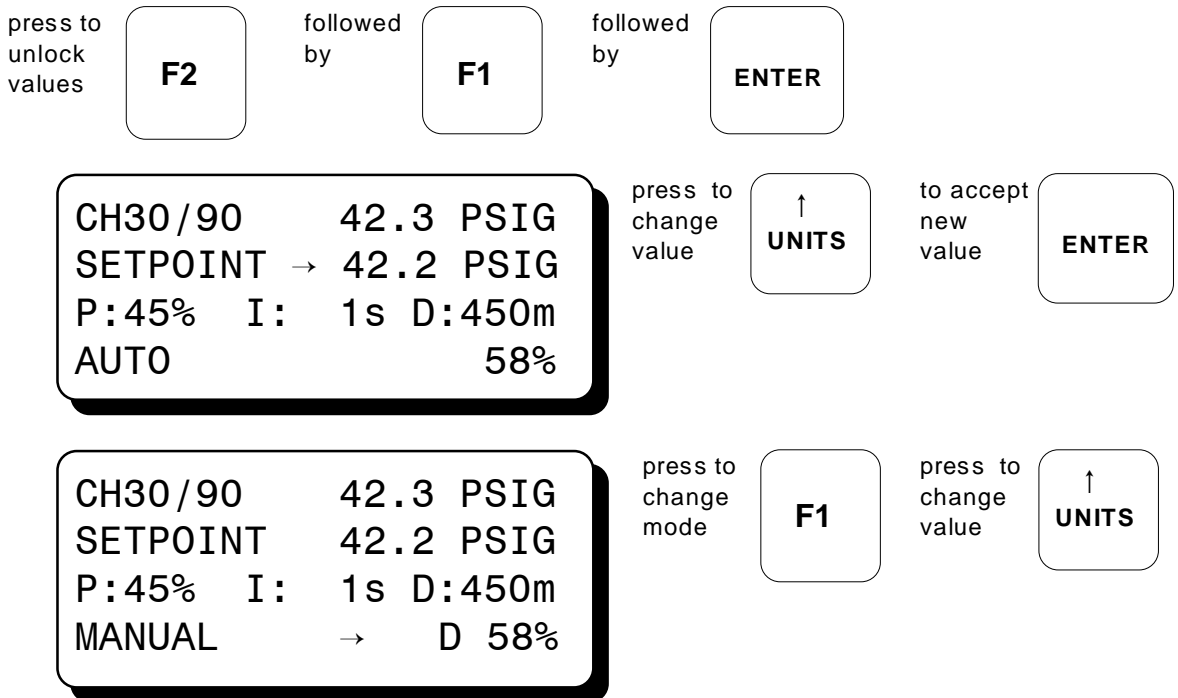 press to
unlock
values
F2
followed
by
F1
followed
by
ENTER
CH30/90 42.3 PSIG
SETPOINT → 42.2 PSIG
P:45% I: 1s D:450m
AUTO 58%
press to
change
value
↑
UNITS
to accept
new
value
ENTER
CH30/90 42.3 PSIG
SETPOINT 42.2 PSIG
P:45% I: 1s D:450m
MANUAL → D 58%
press to
change
mode
F1
press to
change
value
↑
UNITS